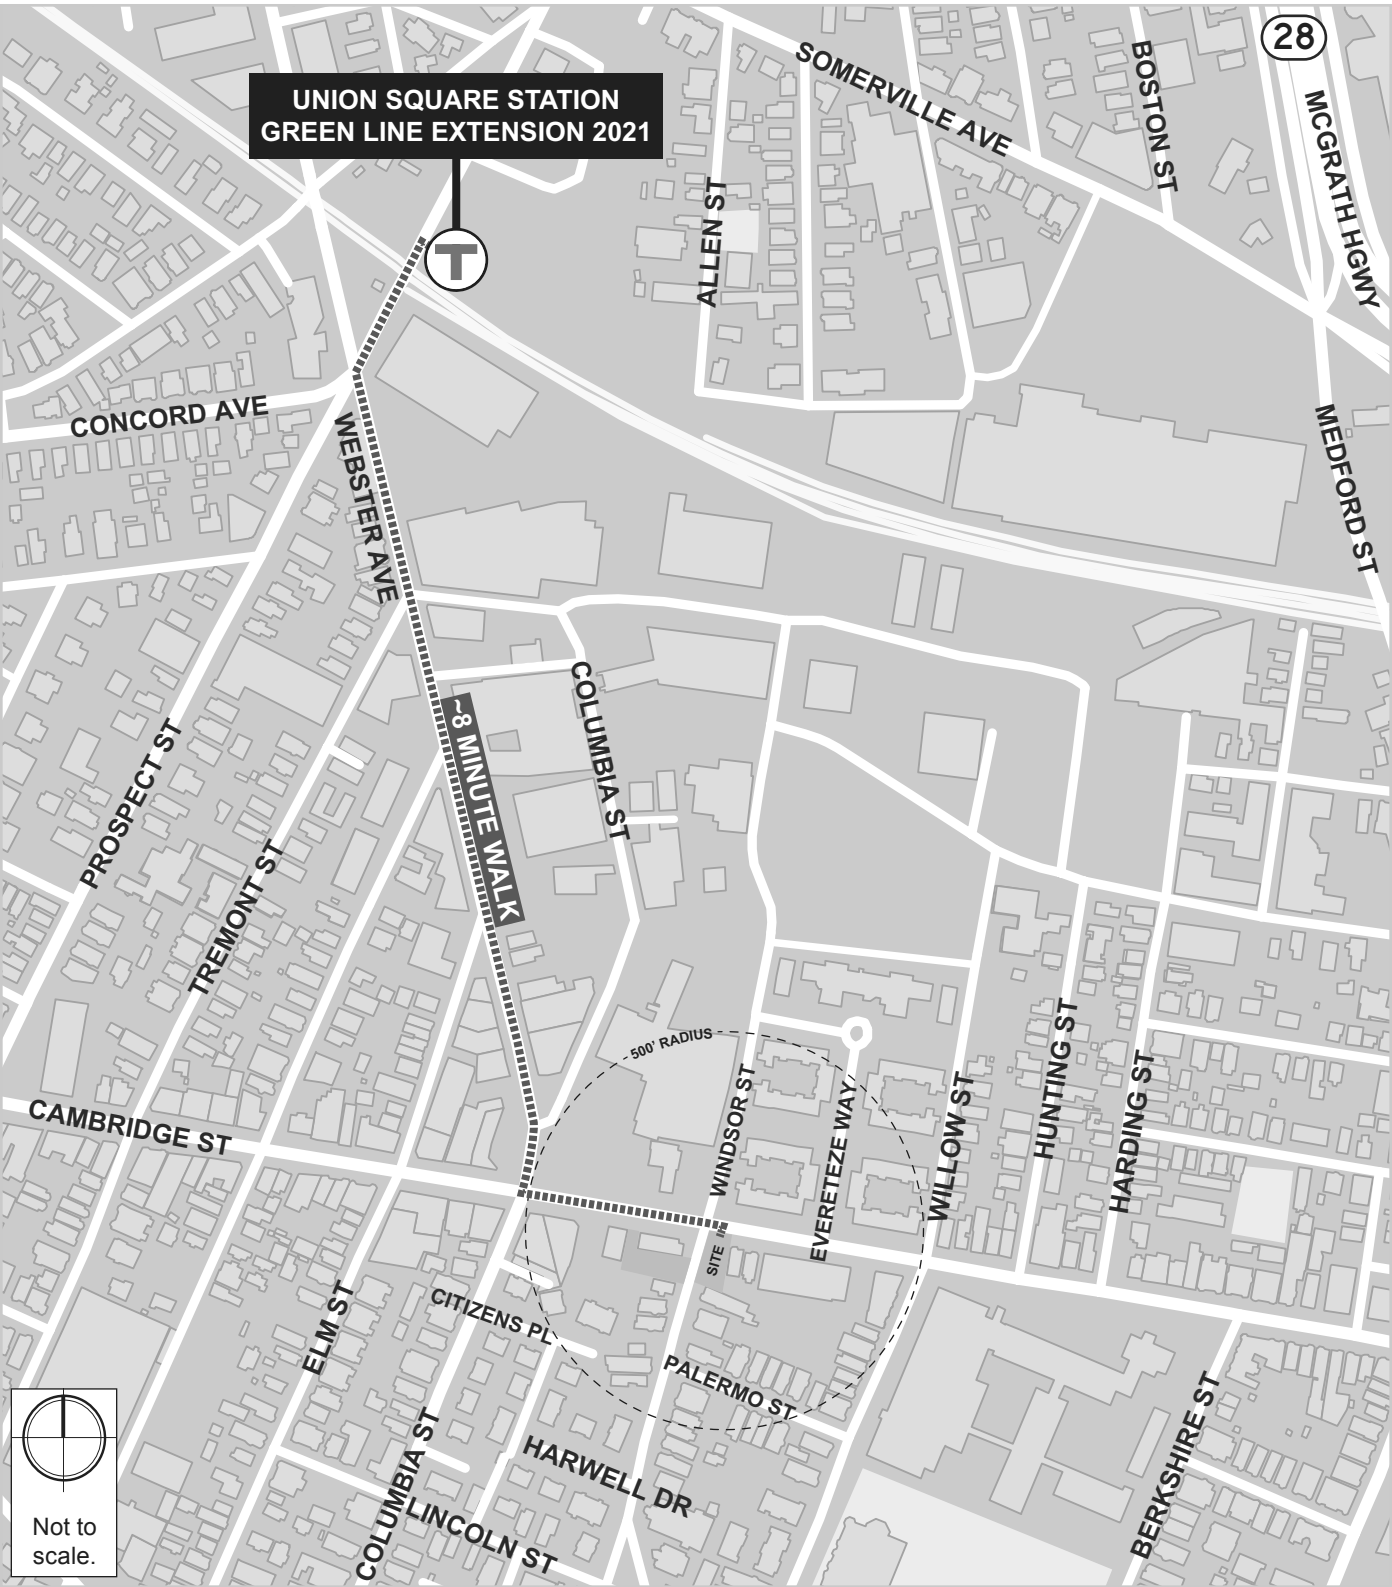 28
SOMERVILLE AVE
BOSTON ST
MCGRATH HGWY
UNION SQUARE STATION
GREEN LINE EXTENSION 2021
T
ALLEN ST
CONCORD AVE
WEBSTER AVE
MEDFORD ST
COLUMBIA ST
~8 MINUTE WALK
PROSPECT ST
TREMONT ST
500' RADIUS
WINDSOR ST
EVERETEZE WAY
WILLOW ST
HUNTING ST
HARDING ST
CAMBRIDGE ST
SITE
CITIZENS PL
ELM ST
PALERMO ST
BERKSHIRE ST
COLUMBIA ST
HARWELL DR
LINCOLN ST
Not to
scale.